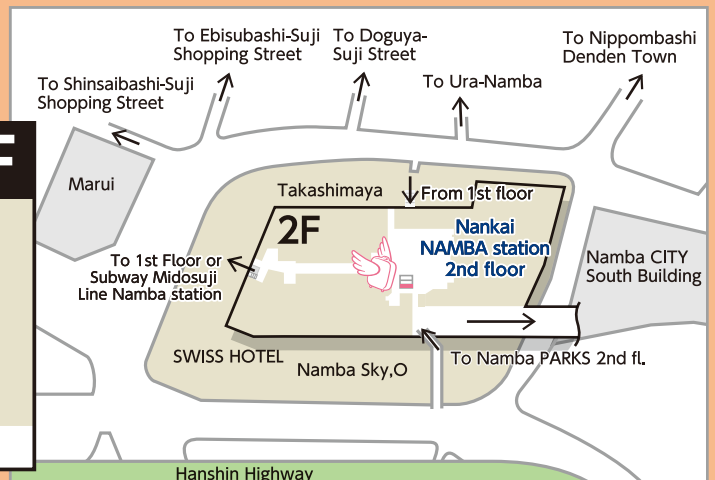 To Ebisubashi-Suji
Shopping Street
To Doguya-
Suji Street
To Nippombashi
Denden Town
To Shinsaibashi-Suji
Shopping Street
To Ura-Namba
F
Marui
Takashimaya
From 1st floor
2F
Nankai
NAMBA station
2nd floor
To 1st Floor or
Subway Midosuji
Line Namba station
Namba CITY
South Building
SWISS HOTEL
Namba Sky,O
To Namba PARKS 2nd fl.
Hanshin Highway